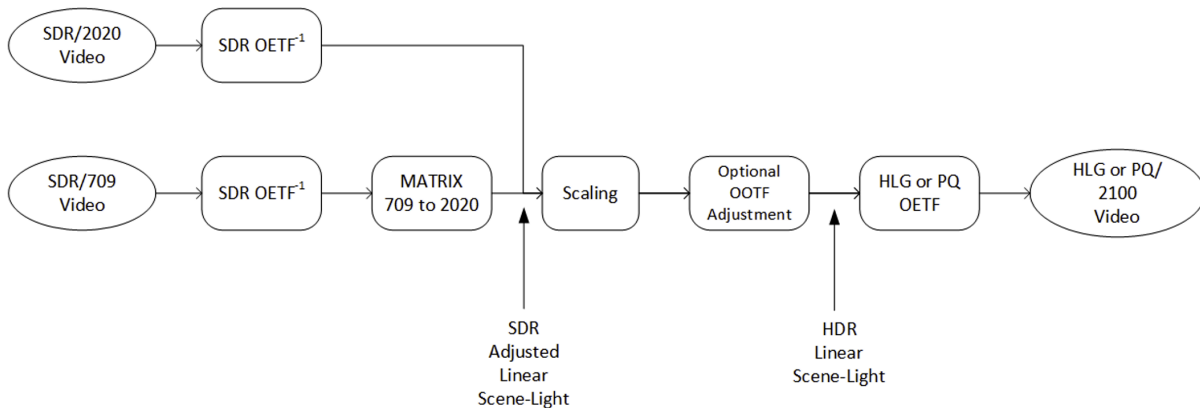 SDR/2020
Video
SDR OETF⁻¹
SDR/709
Video
SDR OETF⁻¹
MATRIX
709 to 2020
Scaling
Optional
OOTF
Adjustment
HLG or PQ
OETF
HLG or PQ/
2100
Video
SDR
Adjusted
Linear
Scene-Light
HDR
Linear
Scene-Light